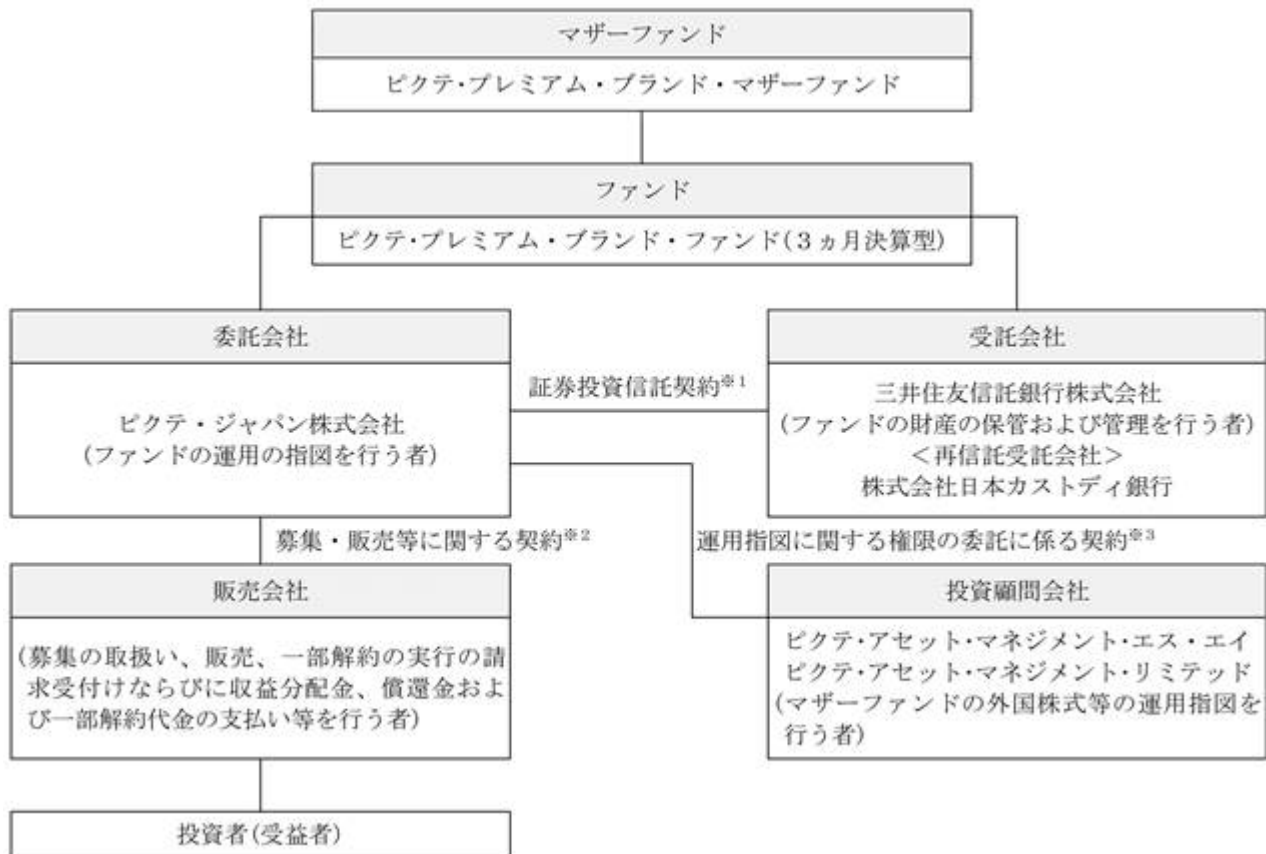 マザーファンド
ピクテ･プレミアム・ブランド・マザーファンド
ファンド
ピクテ･プレミアム・ブランド・ファンド(３ヵ月決算型)
委託会社
ピクテ・ジャパン株式会社
(ファンドの運用の指図を行う者)
証券投資信託契約※1
受託会社
三井住友信託銀行株式会社
(ファンドの財産の保管および管理を行う者)
＜再信託受託会社＞
株式会社日本カストディ銀行
募集・販売等に関する契約※2
運用指図に関する権限の委託に係る契約※3
販売会社
(募集の取扱い、販売、一部解約の実行の請
求受付けならびに収益分配金、償還金およ
び一部解約代金の支払い等を行う者)
投資顧問会社
ピクテ･アセット･マネジメント･エス・エイ
ピクテ･アセット･マネジメント･リミテッド
(マザーファンドの外国株式等の運用指図を
行う者)
投資者(受益者)